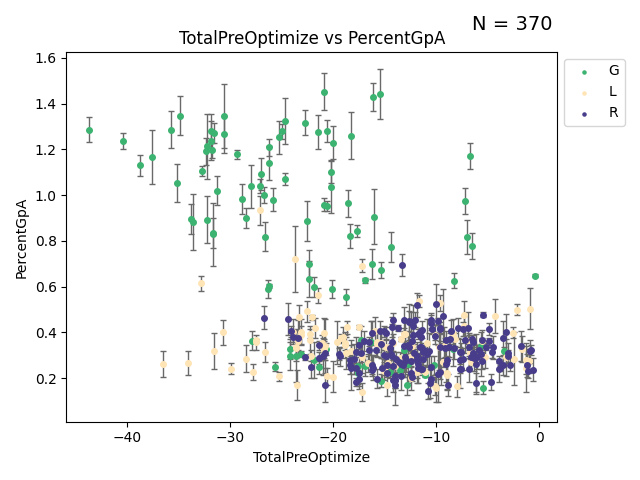 N = 370
TotalPreOptimize vs PercentGpA
G
L
R
1.6
1.4
1.2
1.0
0.8
0.6
0.4
0.2
PercentGpA
−40 −30 −20 −10 0
TotalPreOptimize